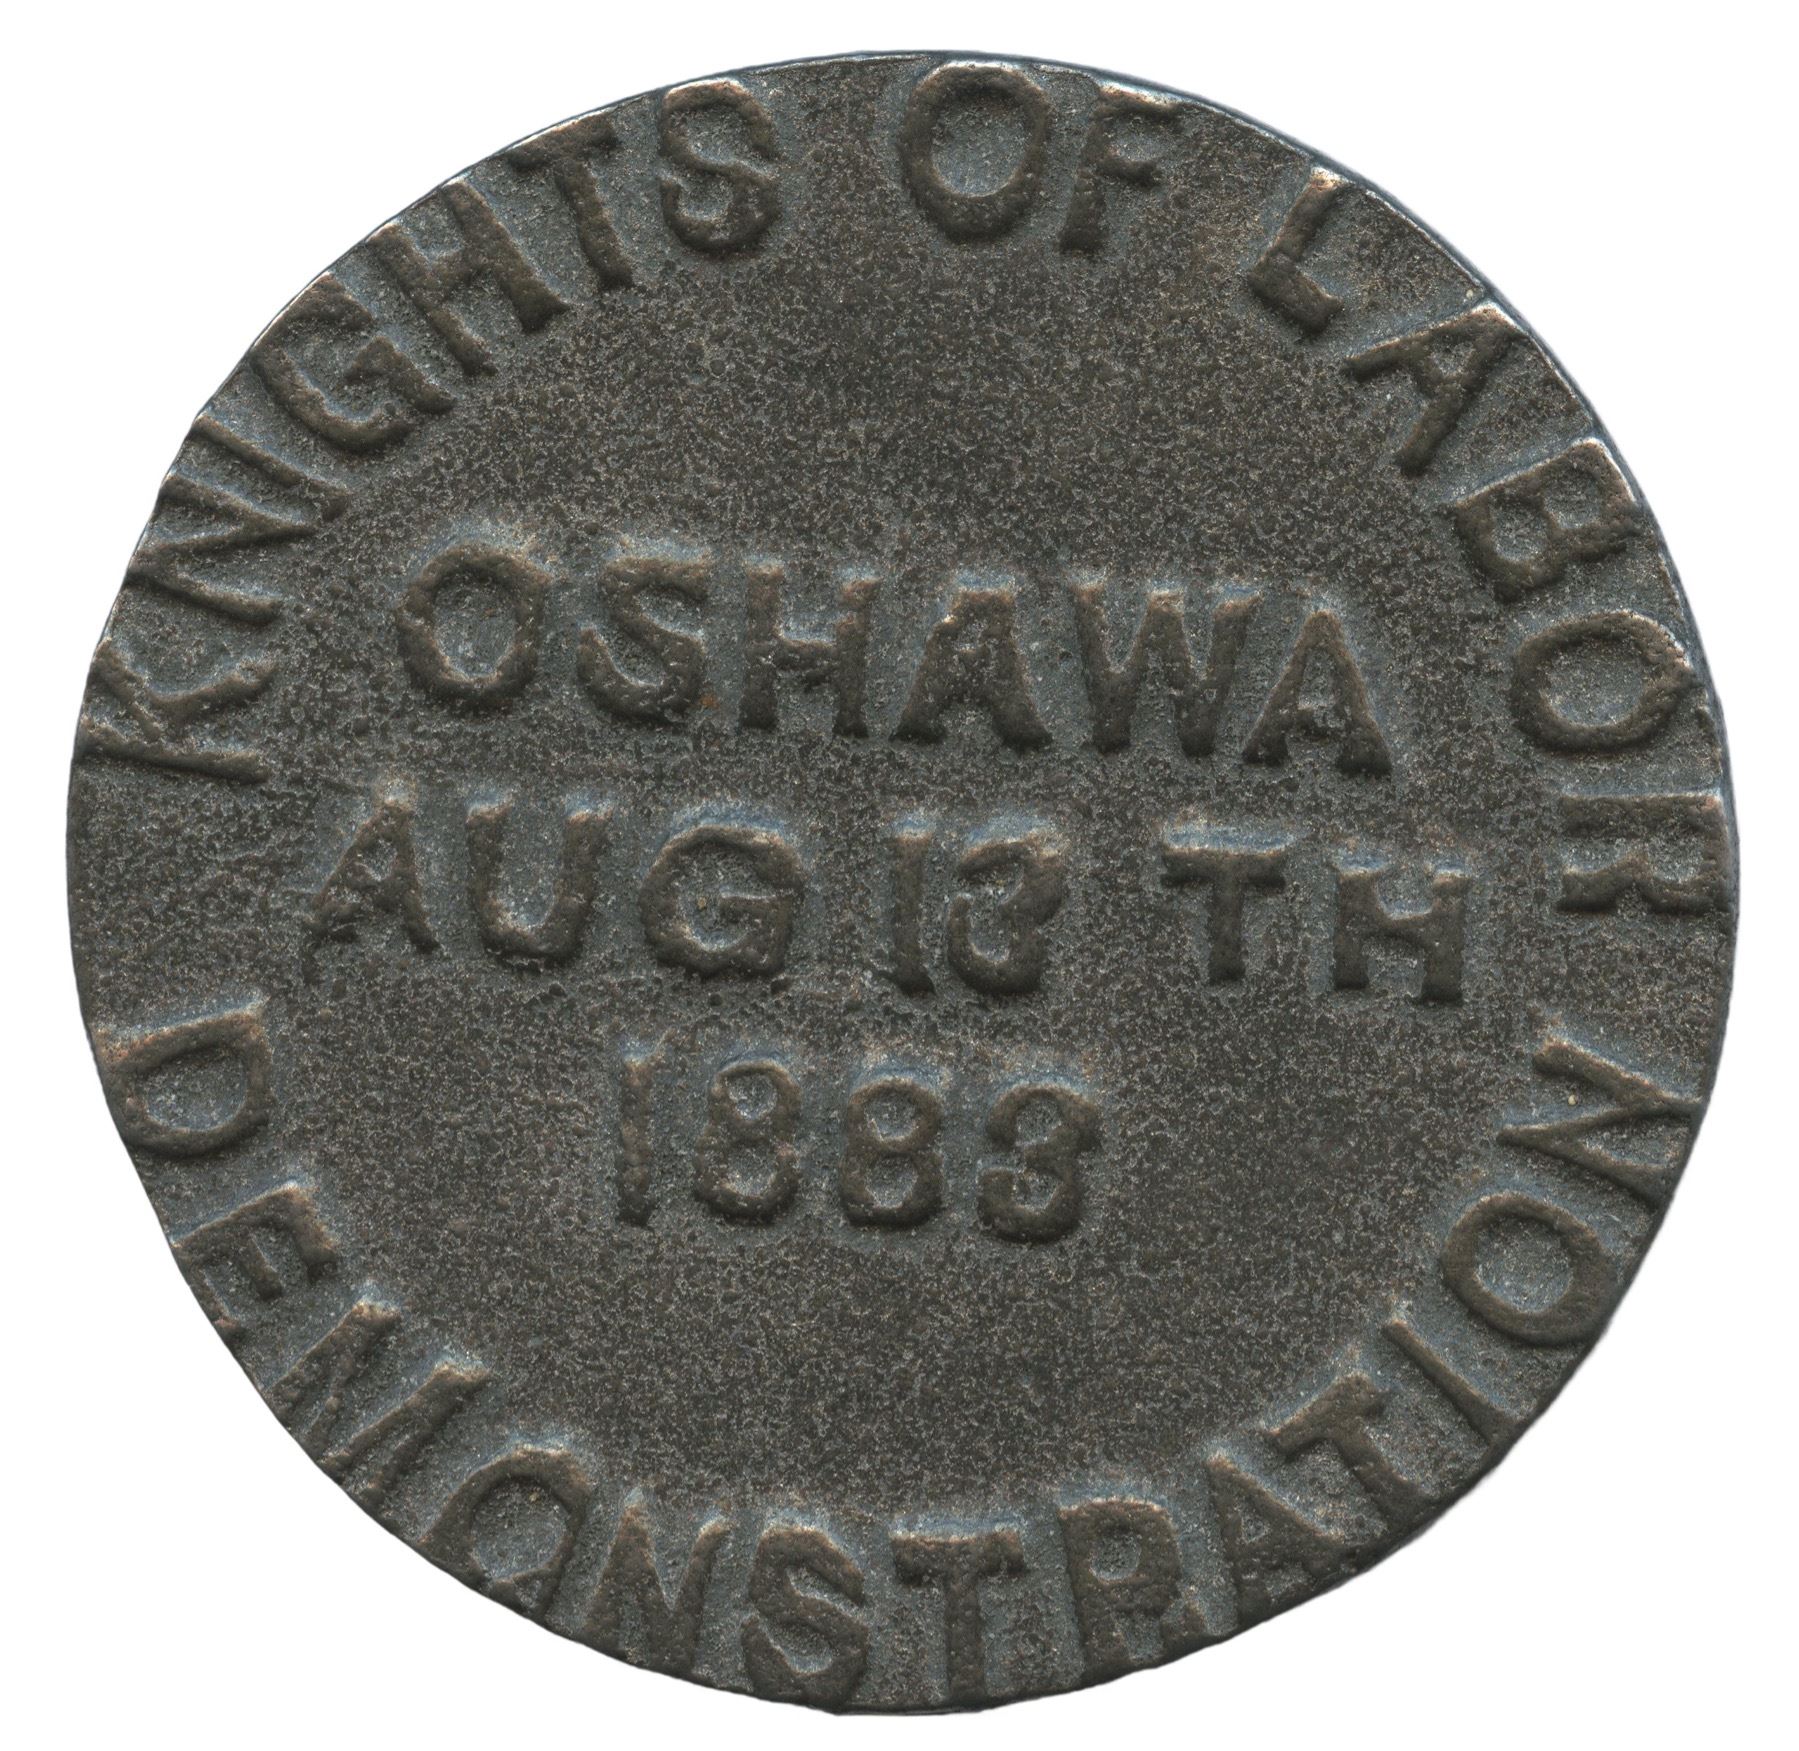 KNIGHTS OF LABOR
OSHAWA
AUG 13 TH
1883
DEMONSTRATION